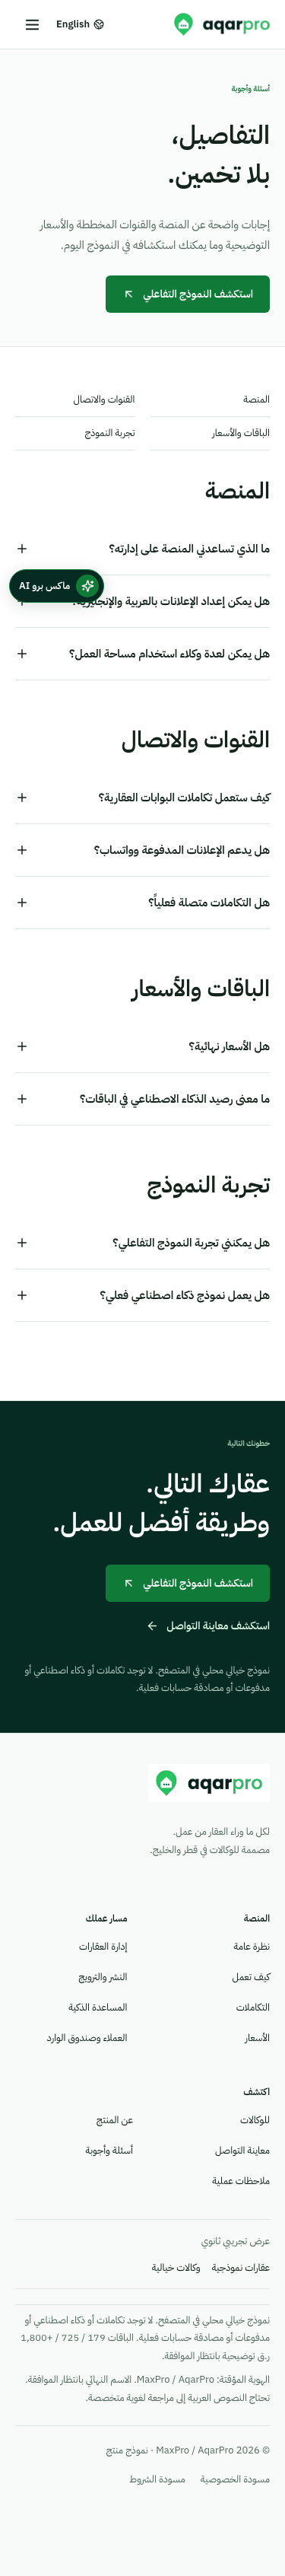 aqarpro
English
أسئلة وأجوبة
التفاصيل،
بلا تخمين.
إجابات واضحة عن المنصة والقنوات المخططة والأسعار
التوضيحية وما يمكنك استكشافه في النموذج اليوم.
استكشف النموذج التفاعلي
المنصة
القنوات والاتصال
الباقات والأسعار
تجربة النموذج
المنصة
ما الذي تساعدني المنصة على إدارته؟
ماكس برو AI
هل يمكن إعداد الإعلانات بالعربية والإنجليزية؟
هل يمكن لعدة وكلاء استخدام مساحة العمل؟
القنوات والاتصال
كيف ستعمل تكاملات البوابات العقارية؟
هل يدعم الإعلانات المدفوعة وواتساب؟
هل التكاملات متصلة فعلياً؟
الباقات والأسعار
هل الأسعار نهائية؟
ما معنى رصيد الذكاء الاصطناعي في الباقات؟
تجربة النموذج
هل يمكنني تجربة النموذج التفاعلي؟
هل يعمل نموذج ذكاء اصطناعي فعلي؟
خطوتك التالية
عقارك التالي.
وطريقة أفضل للعمل.
استكشف النموذج التفاعلي
استكشف معاينة التواصل
نموذج خيالي محلي في المتصفح. لا توجد تكاملات أو ذكاء اصطناعي أو
مدفوعات أو مصادقة حسابات فعلية.
aqarpro
لكل ما وراء العقار من عمل.
مصممة للوكالات في قطر والخليج.
المنصة
نظرة عامة
كيف تعمل
التكاملات
الأسعار
مسار عملك
إدارة العقارات
النشر والترويج
المساعدة الذكية
العملاء وصندوق الوارد
اكتشف
للوكالات
عن المنتج
معاينة التواصل
أسئلة وأجوبة
ملاحظات عملية
عرض تجريبي ثانوي
عقارات نموذجية
وكالات خيالية
نموذج خيالي محلي في المتصفح. لا توجد تكاملات أو ذكاء اصطناعي أو
مدفوعات أو مصادقة حسابات فعلية. الباقات 179 / 725 / +1,800
ر.ق توضيحية بانتظار الموافقة.
الهوية المؤقتة: MaxPro / AqarPro. الاسم النهائي بانتظار الموافقة.
تحتاج النصوص العربية إلى مراجعة لغوية متخصصة.
© 2026 MaxPro / AqarPro · نموذج منتج
مسودة الخصوصية
مسودة الشروط